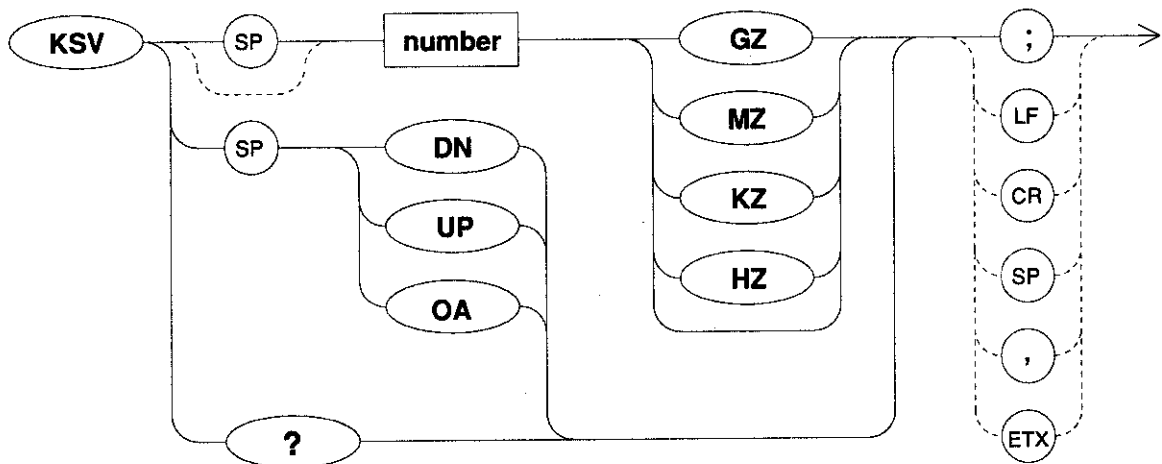 KSV SP number GZ ;
MZ LF
SP DN
KZ CR
UP
HZ SP
OA
,
? ETX